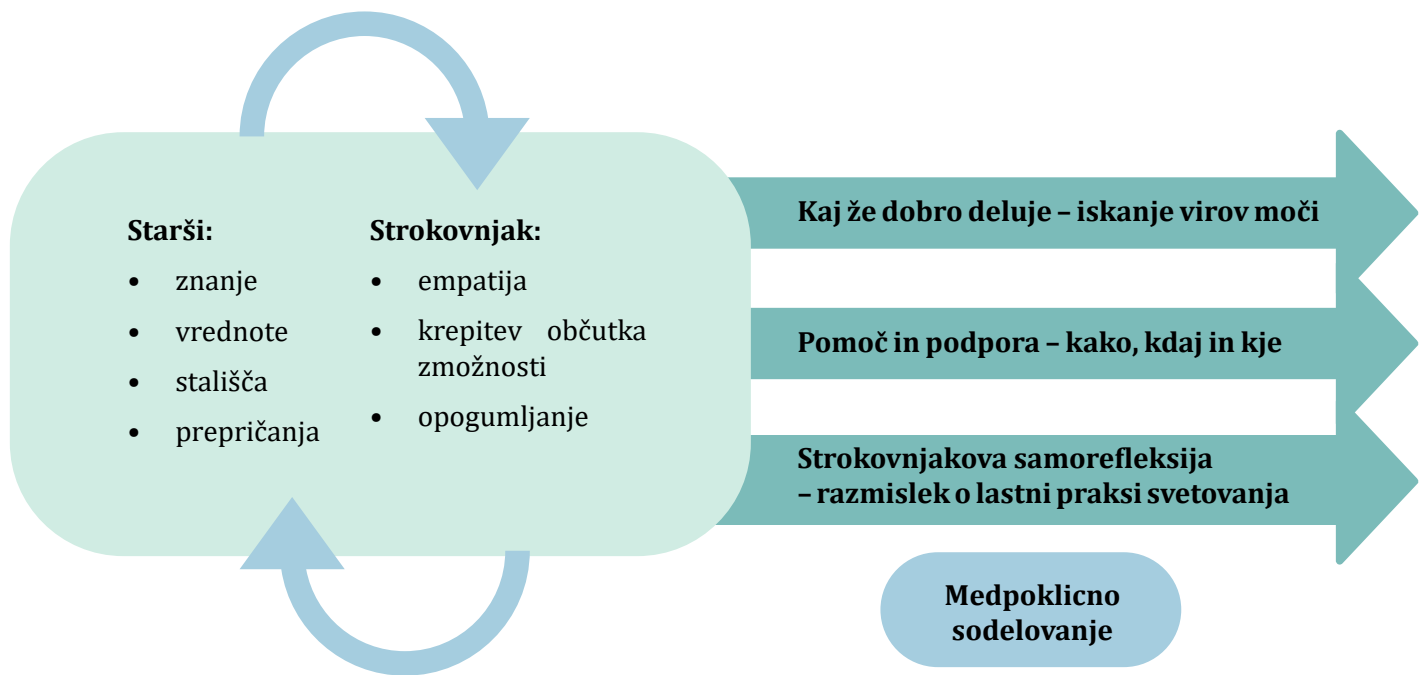 Starši:
• znanje
• vrednote
• stališča
• prepričanja
Strokovnjak:
• empatija
• krepitev občutka
zmožnosti
• opogumljanje
Kaj že dobro deluje – iskanje virov moči
Pomoč in podpora – kako, kdaj in kje
Strokovnjakova samorefleksija
– razmislek o lastni praksi svetovanja
Medpoklicno
sodelovanje